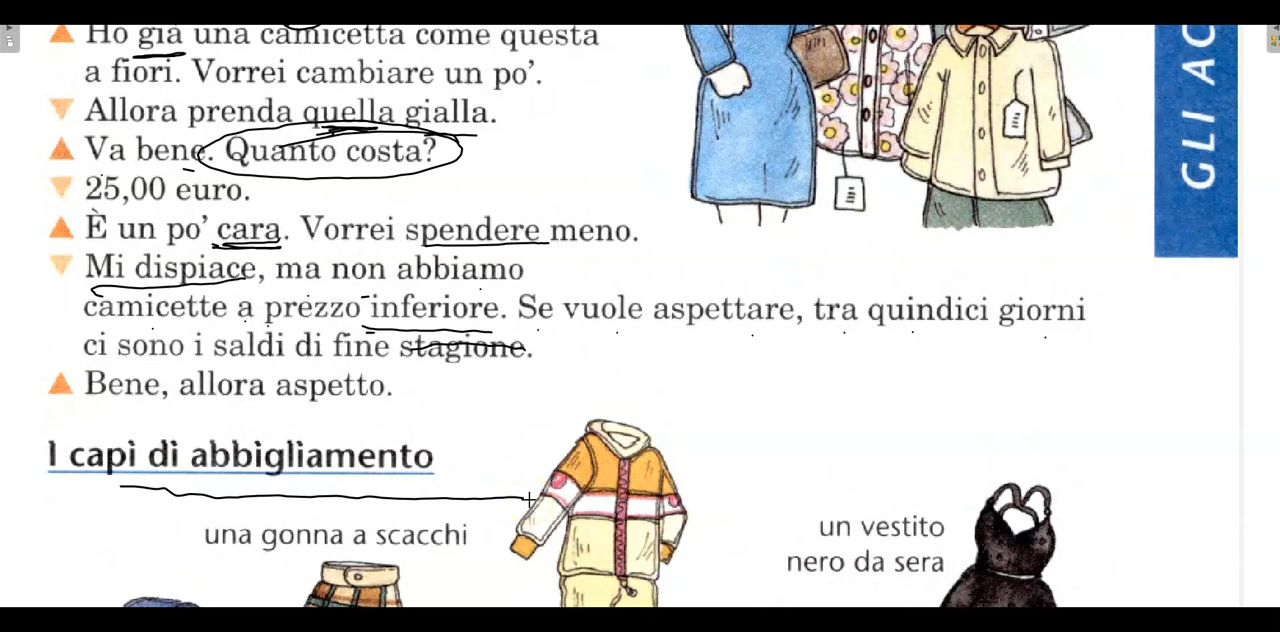 Ho già una camicetta come questa
a fiori. Vorrei cambiare un po'.
Allora prenda quella gialla.
Va bene. Quanto costa?
25,00 euro.
È un po' cara. Vorrei spendere meno.
Mi dispiace, ma non abbiamo
camicette a prezzo inferiore. Se vuole aspettare, tra quindici giorni
ci sono i saldi di fine stagione.
Bene, allora aspetto.
I capi di abbigliamento
una gonna a scacchi
un vestito
nero da sera
GLI AC